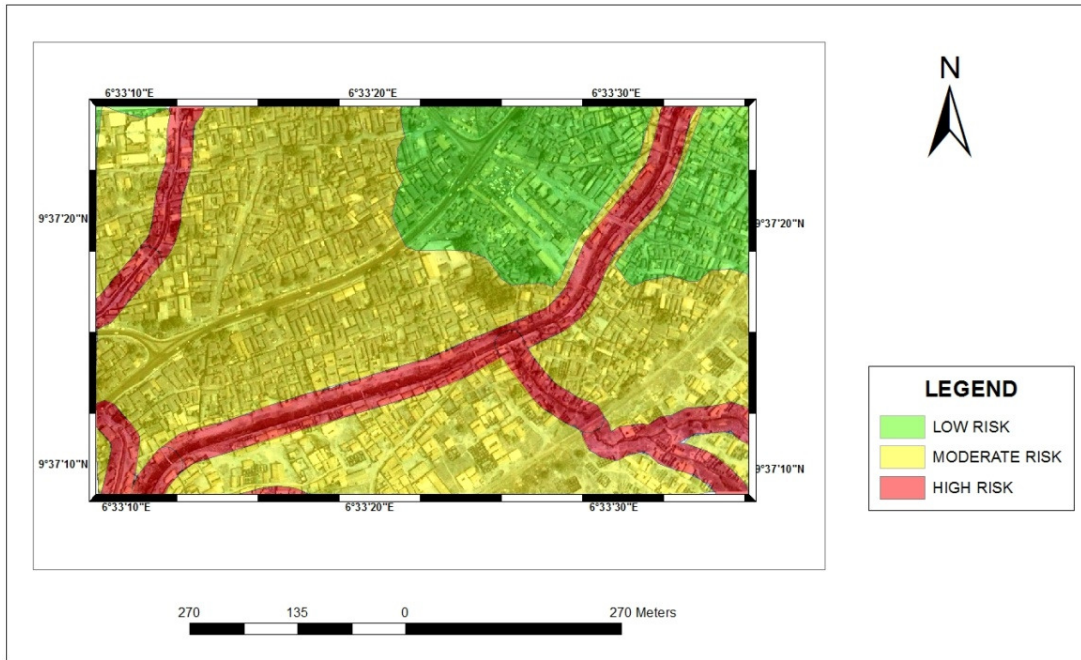 N
6°33'10"E 6°33'20"E 6°33'30"E
9°37'20"N 9°37'20"N
9°37'10"N 9°37'10"N
6°33'10"E 6°33'20"E 6°33'30"E
LEGEND
LOW RISK
MODERATE RISK
HIGH RISK
270 135 0 270 Meters